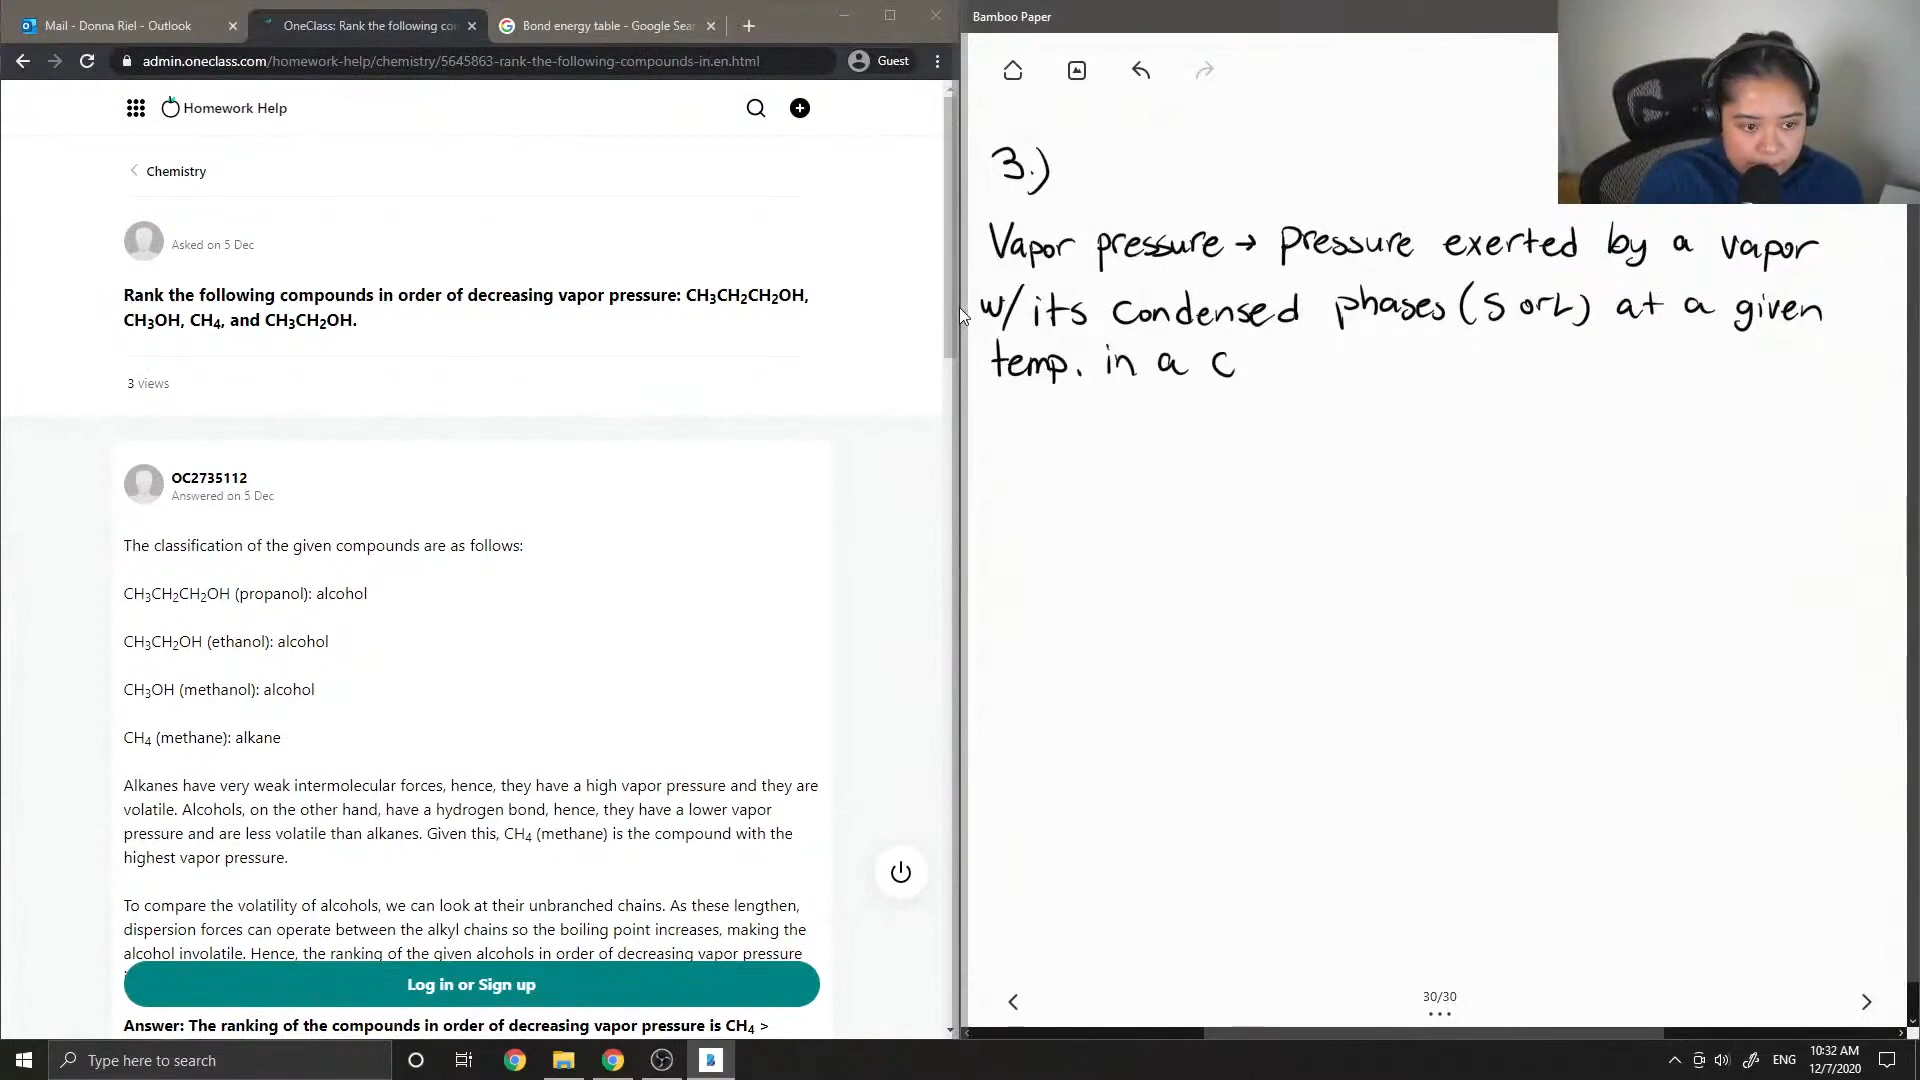 Mail - Donna Riel - Outlook
OneClass: Rank the following co
Bond energy table - Google Sear
admin.oneclass.com/homework-help/chemistry/5645863-rank-the-following-compounds-in.en.html
Guest
Homework Help
Chemistry
Asked on 5 Dec
Rank the following compounds in order of decreasing vapor pressure: CH₃CH₂CH₂OH,
CH₃OH, CH₄, and CH₃CH₂OH.
3 views
OC2735112
Answered on 5 Dec
The classification of the given compounds are as follows:
CH₃CH₂CH₂OH (propanol): alcohol
CH₃CH₂OH (ethanol): alcohol
CH₃OH (methanol): alcohol
CH₄ (methane): alkane
Alkanes have very weak intermolecular forces, hence, they have a high vapor pressure and they are
volatile. Alcohols, on the other hand, have a hydrogen bond, hence, they have a lower vapor
pressure and are less volatile than alkanes. Given this, CH₄ (methane) is the compound with the
highest vapor pressure.
To compare the volatility of alcohols, we can look at their unbranched chains. As these lengthen,
dispersion forces can operate between the alkyl chains so the boiling point increases, making the
alcohol involatile. Hence, the ranking of the given alcohols in order of decreasing vapor pressure
Log in or Sign up
Answer: The ranking of the compounds in order of decreasing vapor pressure is CH₄ >
Bamboo Paper
3.)
Vapor pressure → Pressure exerted by a vapor
w/ its condensed phases (S or L) at a given
temp. in a c
30/30
Type here to search
ENG
10:32 AM
12/7/2020